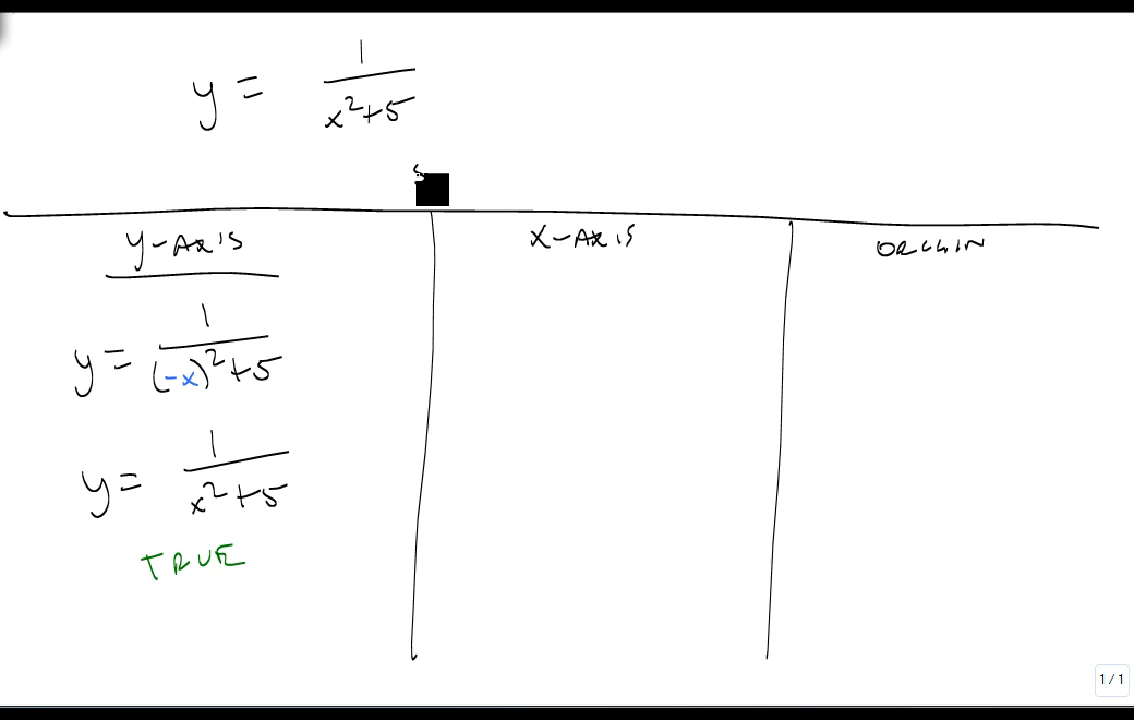 y = 1/(x²+5)
y-AXIS
X-AXIS
ORIGIN
y = 1/((-x)²+5)
y = 1/(x²+5)
TRUE
1 / 1